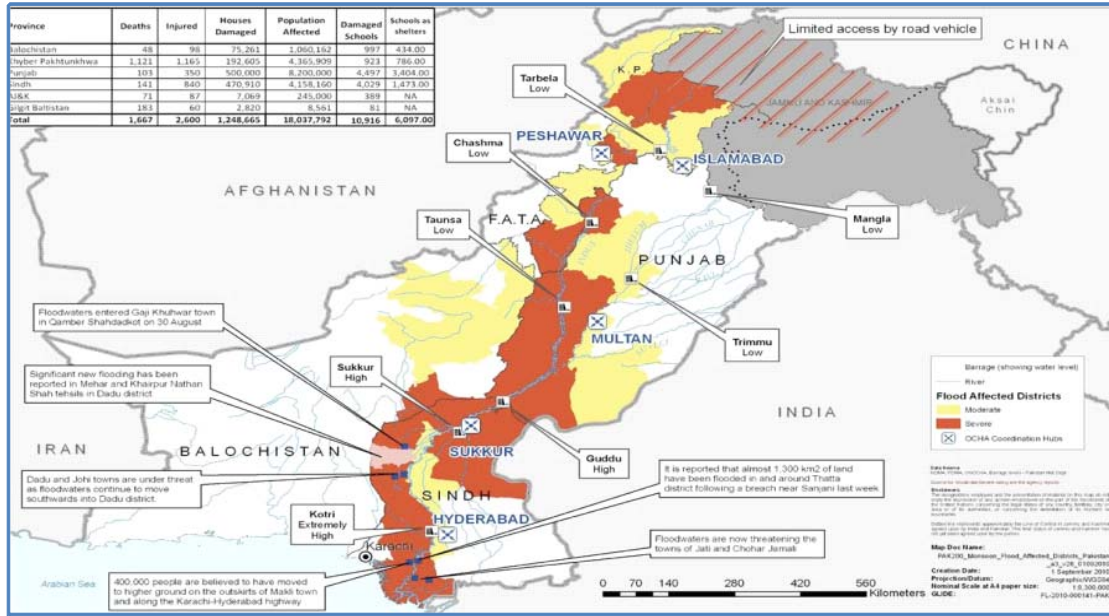 Province Deaths Injured Houses Damaged Population Affected Damaged Schools Schools as shelters
Balochistan 48 98 75,261 1,060,162 997 434.00
Khyber Pakhtunkhwa 1,121 1,165 192,605 4,365,909 923 786.00
Punjab 103 350 500,000 8,200,000 4,497 3,404.00
Sindh 141 840 470,910 4,158,160 4,029 1,473.00
AJ&K 71 87 7,069 245,000 389 NA
Gilgit Baltistan 183 60 2,820 8,561 81 NA
Total 1,667 2,600 1,248,665 18,037,792 10,916 6,097.00
Limited access by road vehicle
CHINA
K.P.
Tarbela
Low
JAMMU AND KASHMIR
Aksai
Chin
PESHAWAR
Chashma
Low
ISLAMABAD
AFGHANISTAN
Taunsa
Low
F.A.T.A.
Mangla
Low
INDUS
JHELUM
CHENAB
PUNJAB
RAVI
Floodwaters entered Gaji Khuhwar town
in Qamber Shahdadkot on 30 August
MULTAN
Trimmu
Low
Significant new flooding has been
reported in Mehar and Khairpur Nathan
Shah tehsils in Dadu district
Sukkur
High
INDIA
IRAN
BALOCHISTAN
SUKKUR
Guddu
High
Dadu and Johi towns are under threat
as floodwaters continue to move
southwards into Dadu district.
SINDH
It is reported that almost 1,300 km2 of land
have been flooded in and around Thatta
district following a breach near Sanjani last week
Kotri
Extremely
High
HYDERABAD
Karachi
Floodwaters are now threatening the
towns of Jati and Chohar Jamali
Arabian Sea
400,000 people are believed to have moved
to higher ground on the outskirts of Makli town
and along the Karachi-Hyderabad highway
0 70 140 280 420 560
Kilometers
Barrage (showing water level)
River
Flood Affected Districts
Moderate
Severe
OCHA Coordination Hubs
Data Source
Disclaimers
Map Doc Name:
PAK200_Monsoon_Flood_Affected_Districts_Pakistan
Creation Date: 1 September 2010
Projection/Datum: Geographic/WGS84
Nominal Scale at A4 paper size:
GLIDE: FL-2010-000141-PAK